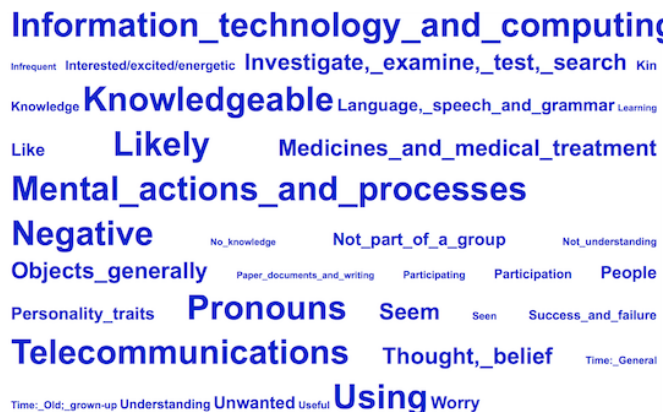 Information_technology_and_computing
Infrequent Interested/excited/energetic Investigate,_examine,_test,_search Kin
Knowledge Knowledgeable Language,_speech_and_grammar Learning
Like Likely Medicines_and_medical_treatment
Mental_actions_and_processes
Negative No_knowledge Not_part_of_a_group Not_understanding
Objects_generally Paper_documents_and_writing Participating Participation People
Personality_traits Pronouns Seem Seen Success_and_failure
Telecommunications Thought,_belief Time:_General
Time:_Old;_grown-up Understanding Unwanted Useful Using Worry